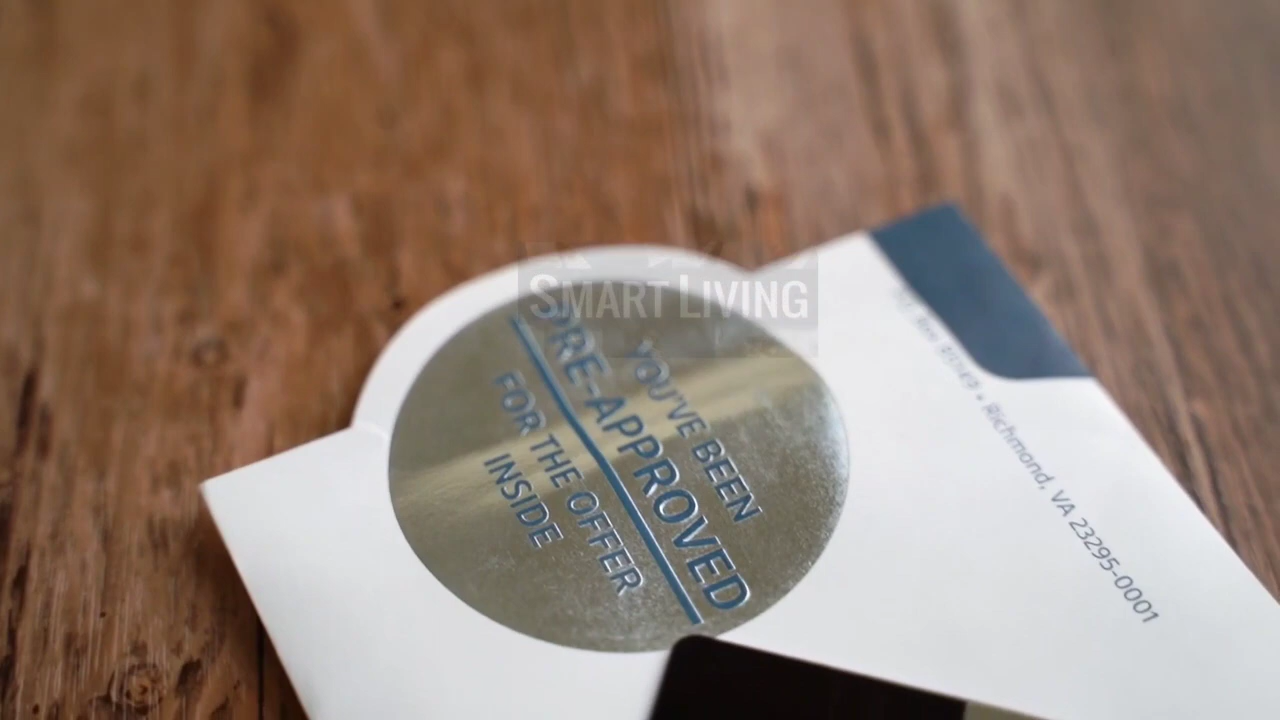 SMART LIVING
YOU'VE BEEN
PRE-APPROVED
FOR THE OFFER
INSIDE
Richmond, VA 23295-0001